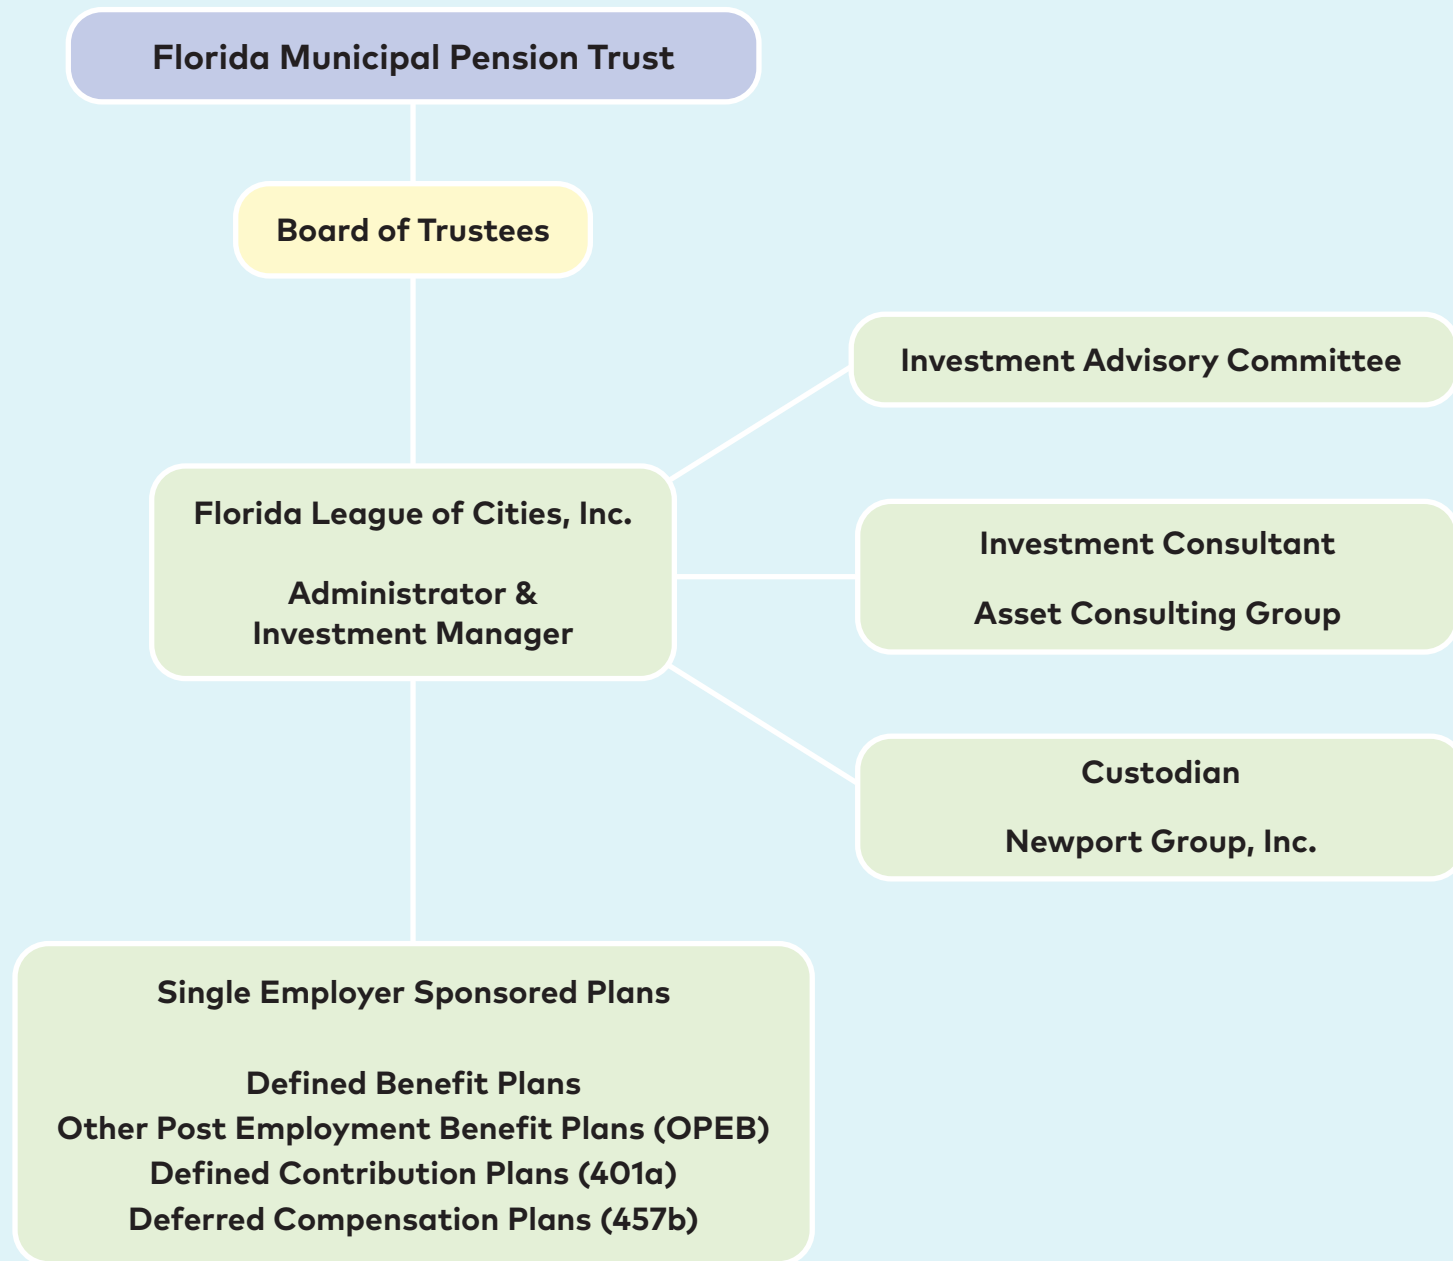 Florida Municipal Pension Trust
Board of Trustees
Investment Advisory Committee
Florida League of Cities, Inc.
Administrator &
Investment Manager
Investment Consultant
Asset Consulting Group
Custodian
Newport Group, Inc.
Single Employer Sponsored Plans
Defined Benefit Plans
Other Post Employment Benefit Plans (OPEB)
Defined Contribution Plans (401a)
Deferred Compensation Plans (457b)